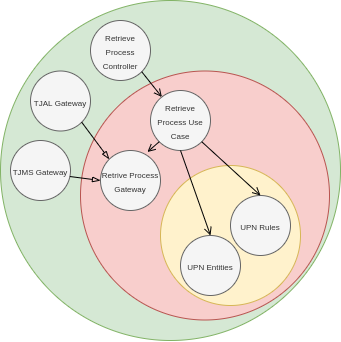 Retrieve
Process
Controller
TJAL Gateway
Retrieve
Process Use
Case
TJMS Gateway
Retrive Process
Gateway
UPN Rules
UPN Entities